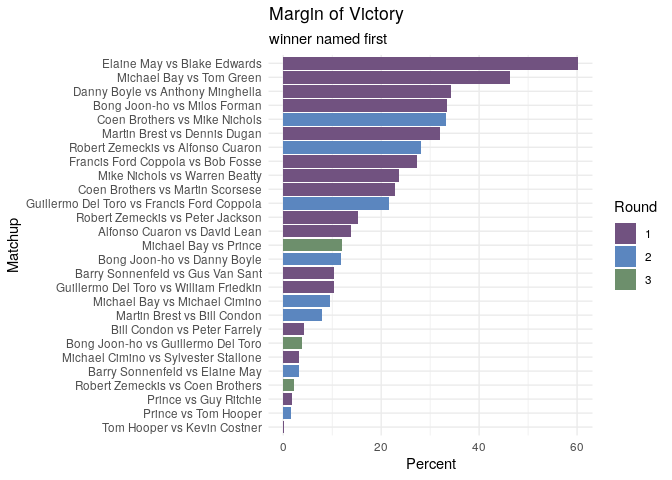 Margin of Victory
winner named first
Elaine May vs Blake Edwards
Michael Bay vs Tom Green
Danny Boyle vs Anthony Minghella
Bong Joon-ho vs Milos Forman
Coen Brothers vs Mike Nichols
Martin Brest vs Dennis Dugan
Robert Zemeckis vs Alfonso Cuaron
Francis Ford Coppola vs Bob Fosse
Mike Nichols vs Warren Beatty
Coen Brothers vs Martin Scorsese
Guillermo Del Toro vs Francis Ford Coppola
Robert Zemeckis vs Peter Jackson
Alfonso Cuaron vs David Lean
Michael Bay vs Prince
Bong Joon-ho vs Danny Boyle
Barry Sonnenfeld vs Gus Van Sant
Guillermo Del Toro vs William Friedkin
Michael Bay vs Michael Cimino
Martin Brest vs Bill Condon
Bill Condon vs Peter Farrely
Bong Joon-ho vs Guillermo Del Toro
Michael Cimino vs Sylvester Stallone
Barry Sonnenfeld vs Elaine May
Robert Zemeckis vs Coen Brothers
Prince vs Guy Ritchie
Prince vs Tom Hooper
Tom Hooper vs Kevin Costner
Matchup
0 20 40 60
Percent
Round
1
2
3